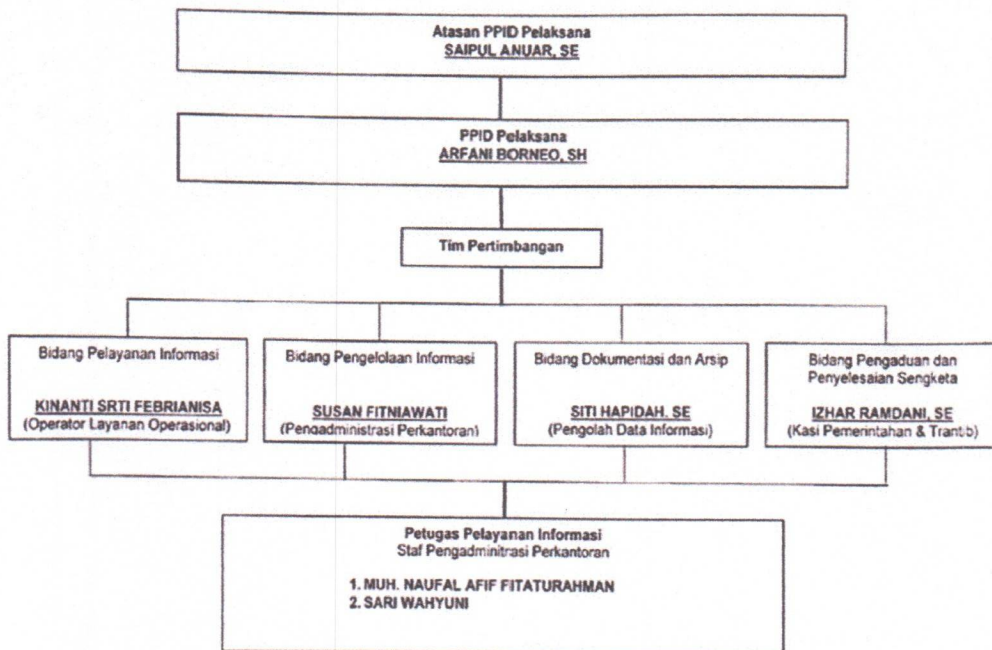 Atasan PPID Pelaksana
SAIPUL ANUAR, SE
PPID Pelaksana
ARFANI BORNEO, SH
Tim Pertimbangan
Bidang Pelayanan Informasi
KINANTI SRTI FEBRIANISA
(Operator Layanan Operasional)
Bidang Pengelolaan Informasi
SUSAN FITNIAWATI
(Pengadministrasi Perkantoran)
Bidang Dokumentasi dan Arsip
SITI HAPIDAH. SE
(Pengolah Data Informasi)
Bidang Pengaduan dan
Penyelesaian Sengketa
IZHAR RAMDANI, SE
(Kasi Pemerintahan & Trantib)
Petugas Pelayanan Informasi
Staf Pengadminitrasi Perkantoran
1. MUH. NAUFAL AFIF FITATURAHMAN
2. SARI WAHYUNI